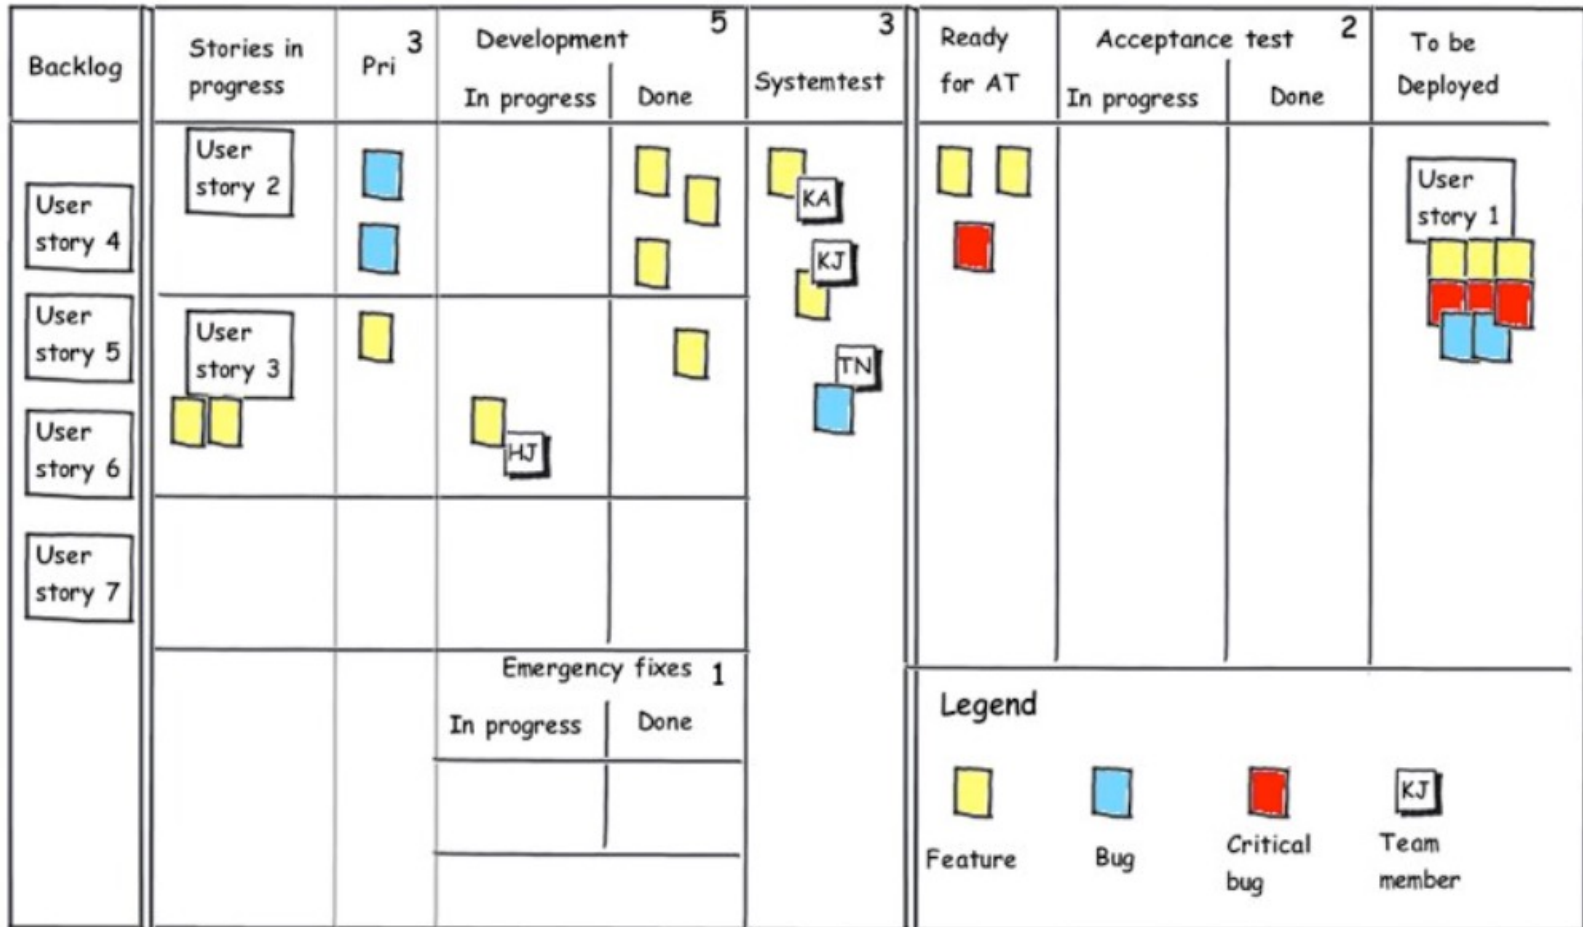 Backlog
Stories in
progress
Pri
3
Development
5
In progress
Done
Systemtest
3
Ready
for AT
Acceptance test
2
In progress
Done
To be
Deployed
User
story 4
User
story 5
User
story 6
User
story 7
User
story 2
User
story 3
HJ
KA
KJ
TN
User
story 1
Emergency fixes
1
In progress
Done
Legend
Feature
Bug
Critical
bug
KJ
Team
member